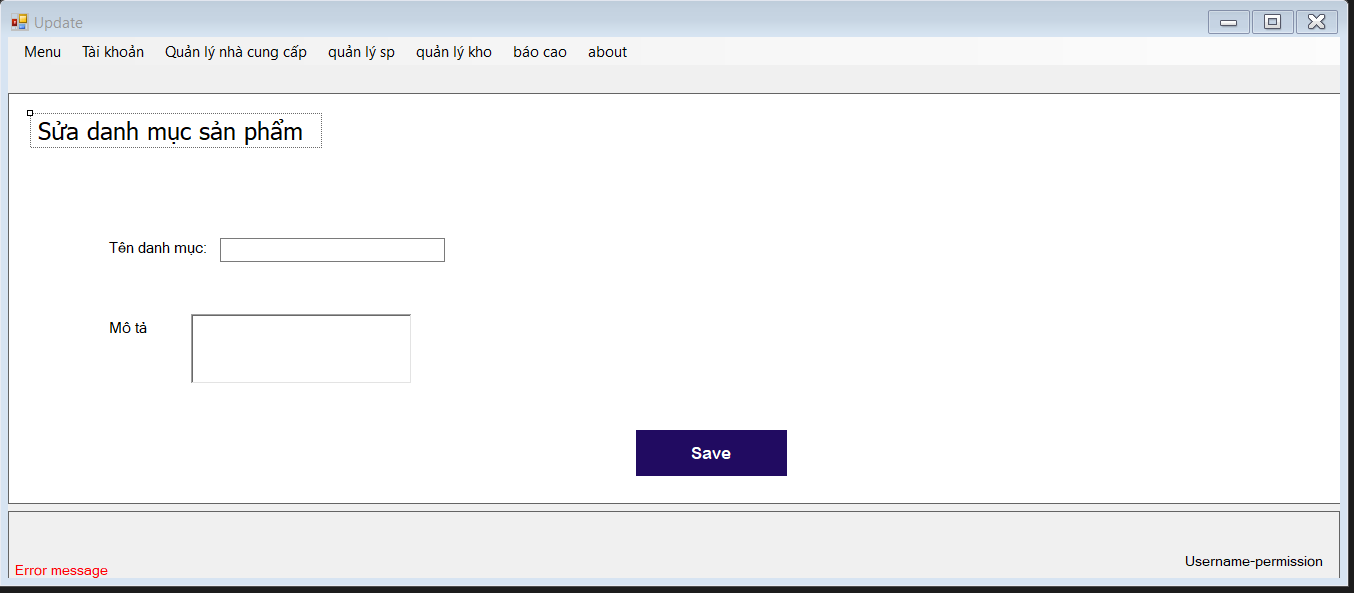 Update
Menu Tài khoản Quản lý nhà cung cấp quản lý sp quản lý kho báo cao about
Sửa danh mục sản phẩm
Tên danh mục:
Mô tả
Save
Username-permission
Error message